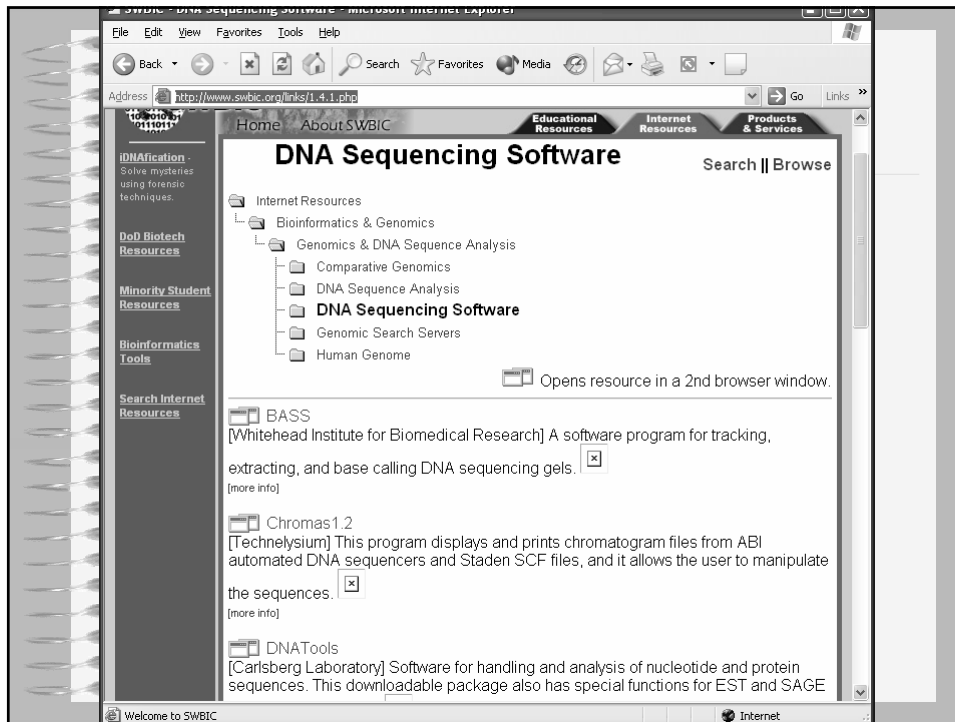 SWBIC - DNA Sequencing Software - Microsoft Internet Explorer
File Edit View Favorites Tools Help
Back Search Favorites Media
Address http://www.swbic.org/links/1.4.1.php Go Links »
Home About SWBIC Educational Resources Internet Resources Products & Services
iDNAfication -
Solve mysteries
using forensic
techniques.
DoD Biotech
Resources
Minority Student
Resources
Bioinformatics
Tools
Search Internet
Resources
DNA Sequencing Software
Search || Browse
Internet Resources
Bioinformatics & Genomics
Genomics & DNA Sequence Analysis
Comparative Genomics
DNA Sequence Analysis
DNA Sequencing Software
Genomic Search Servers
Human Genome
Opens resource in a 2nd browser window.
BASS
[Whitehead Institute for Biomedical Research] A software program for tracking,
extracting, and base calling DNA sequencing gels.
[more info]
Chromas1.2
[Technelysium] This program displays and prints chromatogram files from ABI
automated DNA sequencers and Staden SCF files, and it allows the user to manipulate
the sequences.
[more info]
DNATools
[Carlsberg Laboratory] Software for handling and analysis of nucleotide and protein
sequences. This downloadable package also has special functions for EST and SAGE
Welcome to SWBIC Internet